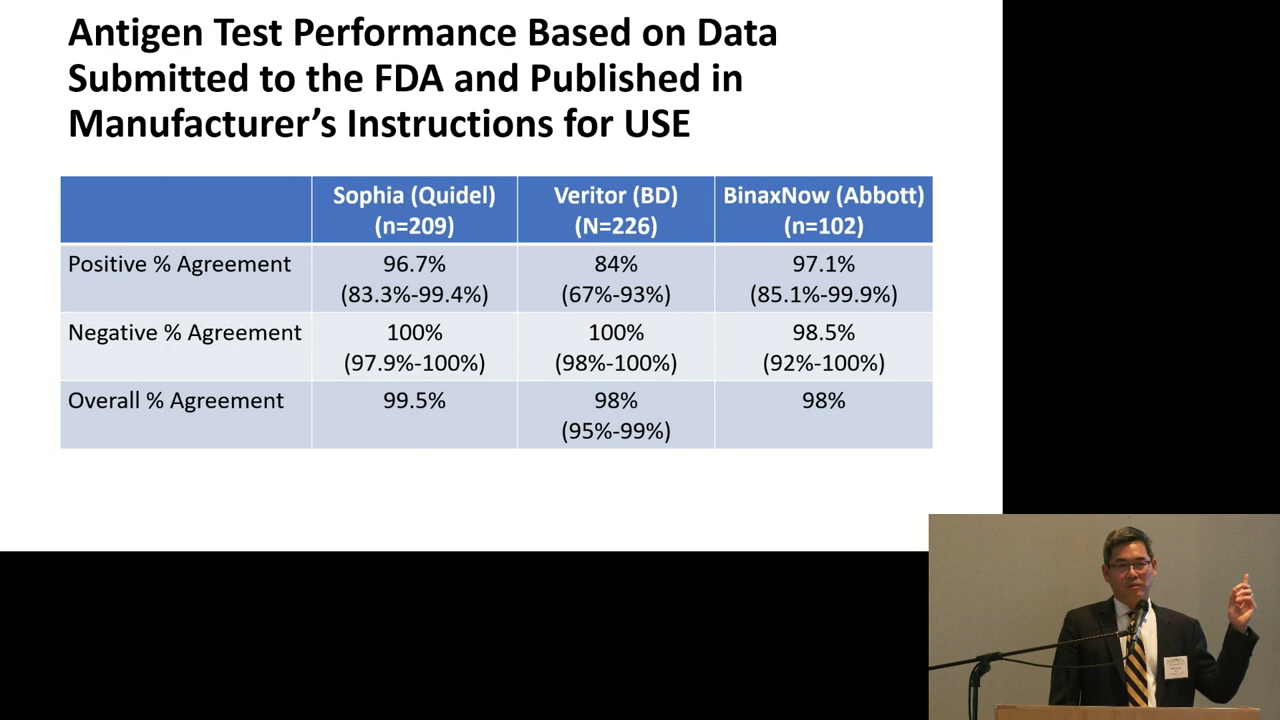 Antigen Test Performance Based on Data
Submitted to the FDA and Published in
Manufacturer's Instructions for USE
Sophia (Quidel)
(n=209)
Veritor (BD)
(N=226)
BinaxNow (Abbott)
(n=102)
Positive % Agreement
96.7%
(83.3%-99.4%)
84%
(67%-93%)
97.1%
(85.1%-99.9%)
Negative % Agreement
100%
(97.9%-100%)
100%
(98%-100%)
98.5%
(92%-100%)
Overall % Agreement
99.5%
98%
(95%-99%)
98%